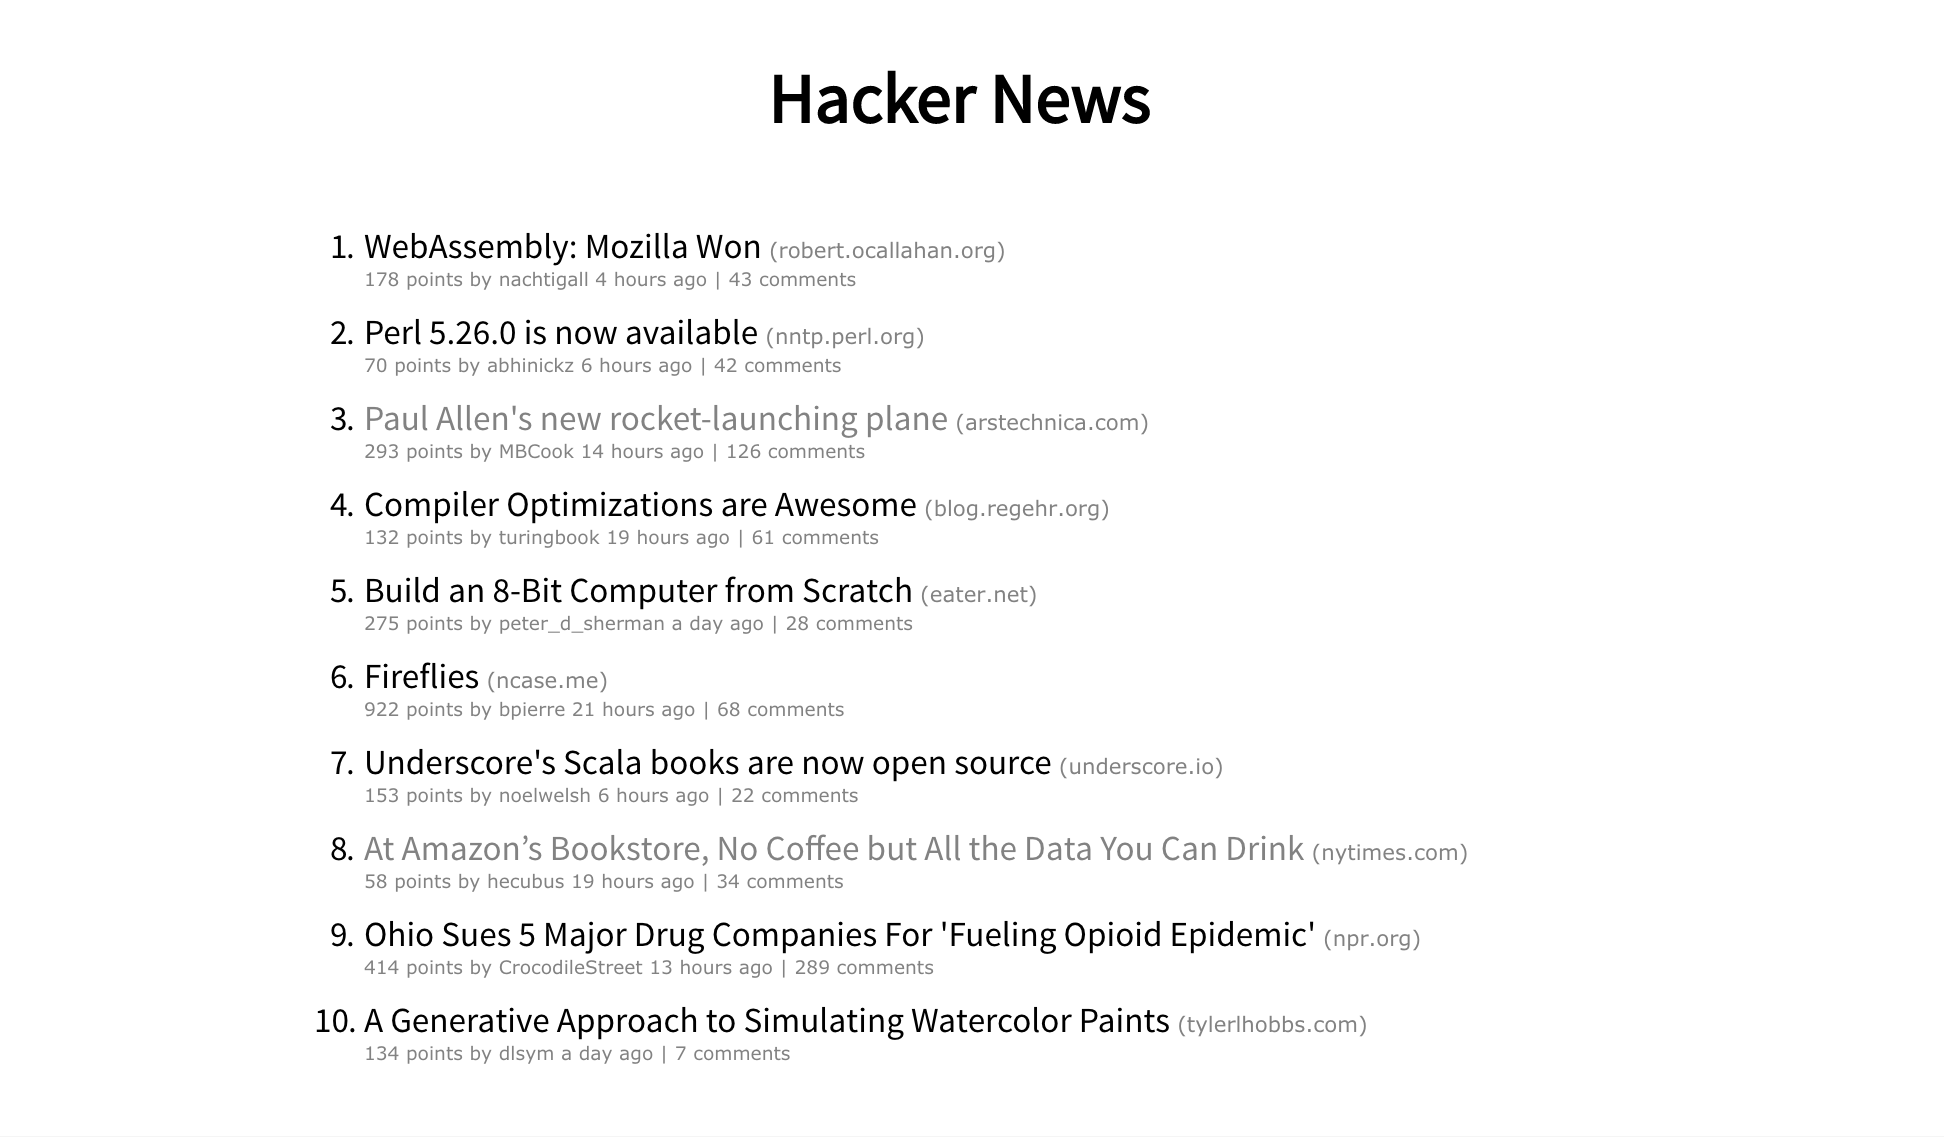 Hacker News
1. WebAssembly: Mozilla Won (robert.ocallahan.org)
178 points by nachtigall 4 hours ago | 43 comments
2. Perl 5.26.0 is now available (nntp.perl.org)
70 points by abhinickz 6 hours ago | 42 comments
3. Paul Allen's new rocket-launching plane (arstechnica.com)
293 points by MBCook 14 hours ago | 126 comments
4. Compiler Optimizations are Awesome (blog.regehr.org)
132 points by turingbook 19 hours ago | 61 comments
5. Build an 8-Bit Computer from Scratch (eater.net)
275 points by peter_d_sherman a day ago | 28 comments
6. Fireflies (ncase.me)
922 points by bpierre 21 hours ago | 68 comments
7. Underscore's Scala books are now open source (underscore.io)
153 points by noelwelsh 6 hours ago | 22 comments
8. At Amazon’s Bookstore, No Coffee but All the Data You Can Drink (nytimes.com)
58 points by hecubus 19 hours ago | 34 comments
9. Ohio Sues 5 Major Drug Companies For 'Fueling Opioid Epidemic' (npr.org)
414 points by CrocodileStreet 13 hours ago | 289 comments
10. A Generative Approach to Simulating Watercolor Paints (tylerlhobbs.com)
134 points by dlsym a day ago | 7 comments